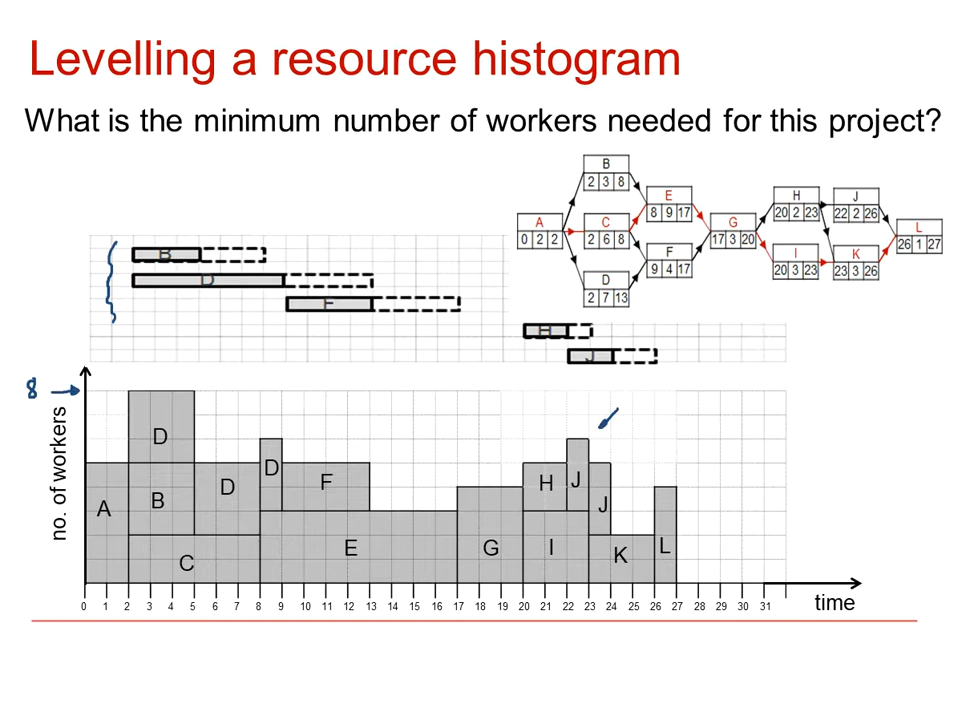 Levelling a resource histogram
What is the minimum number of workers needed for this project?
B
2 3 8
E
8 9 17
A
0 2 2
C
2 6 8
F
9 4 17
D
2 7 13
G
17 3 20
H
20 2 23
J
22 2 26
I
20 3 23
K
23 3 26
L
26 1 27
B
D
F
H
J
8
no. of workers
D
A
B
D
C
D
F
E
G
H
J
J
I
K
L
0 1 2 3 4 5 6 7 8 9 10 11 12 13 14 15 16 17 18 19 20 21 22 23 24 25 26 27 28 29 30 31
time